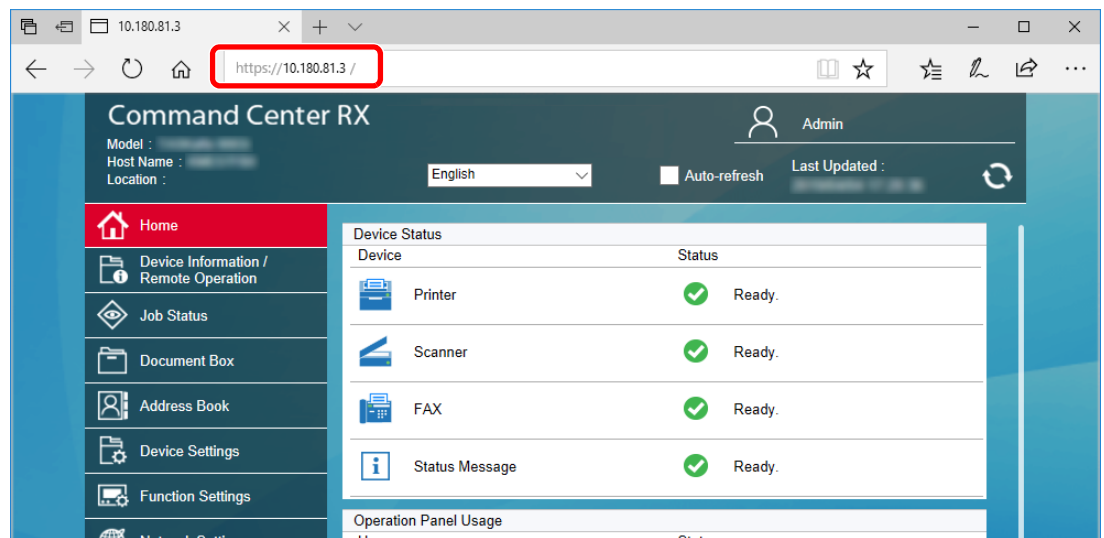 10.180.81.3
https://10.180.81.3 /
Command Center RX
Model :
Host Name :
Location :
Admin
English
Auto-refresh
Last Updated :
Home
Device Information /
Remote Operation
Job Status
Document Box
Address Book
Device Settings
Function Settings
Device Status
Device Status
Printer Ready.
Scanner Ready.
FAX Ready.
Status Message Ready.
Operation Panel Usage